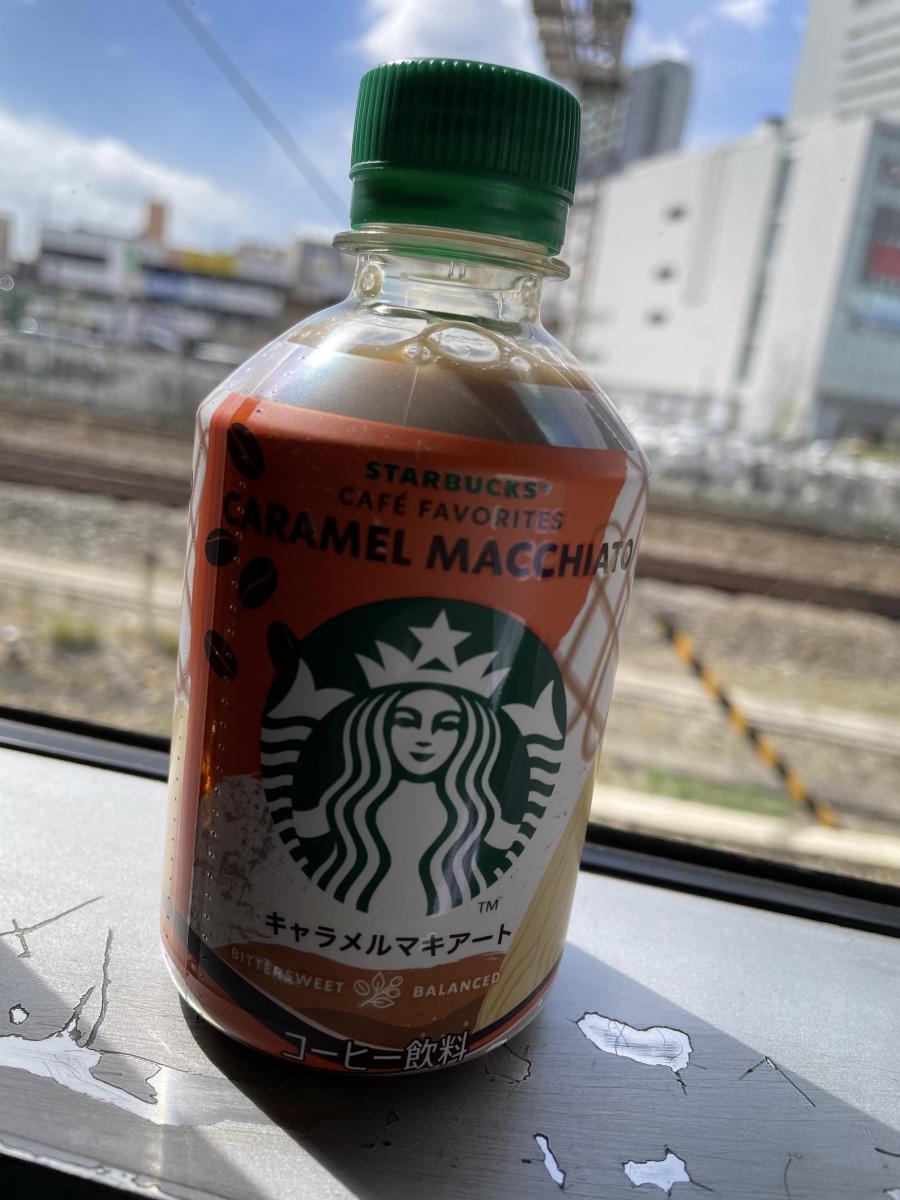 STARBUCKS®
CAFÉ FAVORITES
CARAMEL MACCHIATO
TM
キャラメルマキアート
BITTERSWEET BALANCED
コーヒー飲料